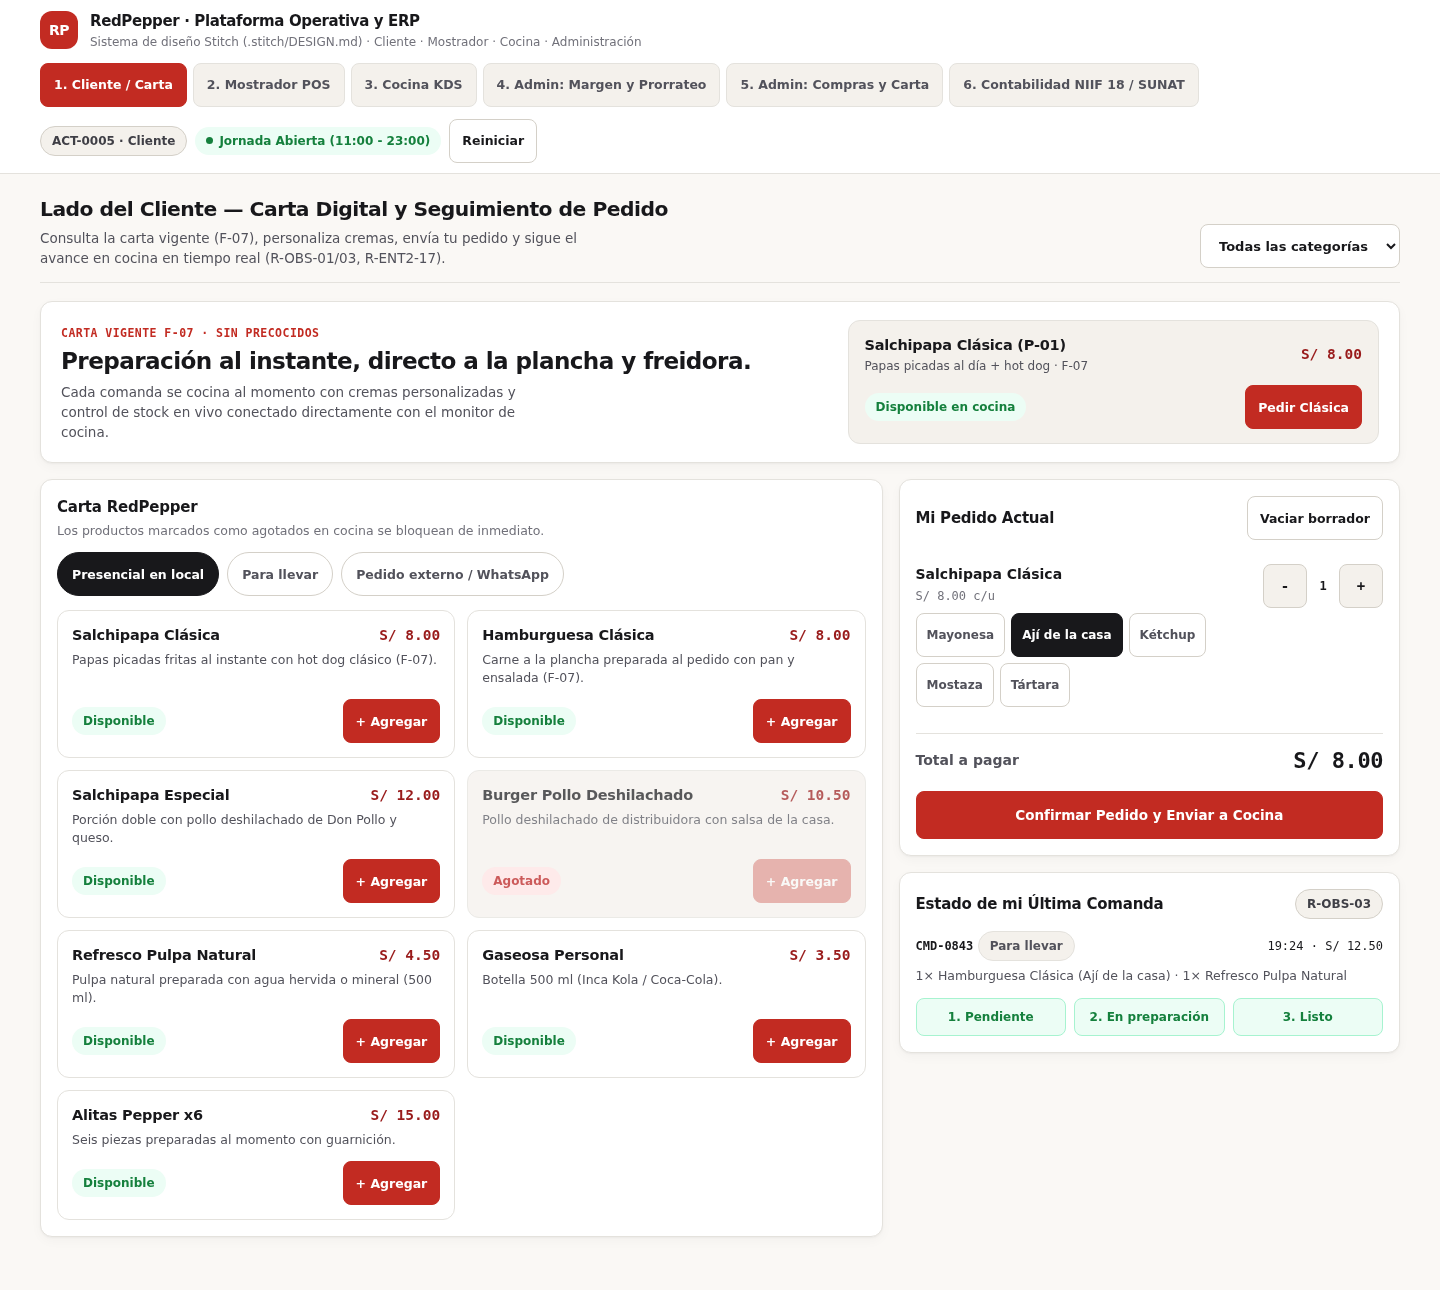 RP
RedPepper · Plataforma Operativa y ERP
Sistema de diseño Stitch (.stitch/DESIGN.md) · Cliente · Mostrador · Cocina · Administración
1. Cliente / Carta
2. Mostrador POS
3. Cocina KDS
4. Admin: Margen y Prorrateo
5. Admin: Compras y Carta
6. Contabilidad NIIF 18 / SUNAT
ACT-0005 · Cliente
Jornada Abierta (11:00 - 23:00)
Reiniciar
Lado del Cliente — Carta Digital y Seguimiento de Pedido
Consulta la carta vigente (F-07), personaliza cremas, envía tu pedido y sigue el
avance en cocina en tiempo real (R-OBS-01/03, R-ENT2-17).
Todas las categorías
CARTA VIGENTE F-07 · SIN PRECOCIDOS
Preparación al instante, directo a la plancha y freidora.
Cada comanda se cocina al momento con cremas personalizadas y
control de stock en vivo conectado directamente con el monitor de
cocina.
Salchipapa Clásica (P-01)
Papas picadas al día + hot dog · F-07
S/ 8.00
Disponible en cocina
Pedir Clásica
Carta RedPepper
Los productos marcados como agotados en cocina se bloquean de inmediato.
Presencial en local
Para llevar
Pedido externo / WhatsApp
Salchipapa Clásica
S/ 8.00
Papas picadas fritas al instante con hot dog clásico (F-07).
Disponible
+ Agregar
Hamburguesa Clásica
S/ 8.00
Carne a la plancha preparada al pedido con pan y
ensalada (F-07).
Disponible
+ Agregar
Salchipapa Especial
S/ 12.00
Porción doble con pollo deshilachado de Don Pollo y
queso.
Disponible
+ Agregar
Burger Pollo Deshilachado
S/ 10.50
Pollo deshilachado de distribuidora con salsa de la casa.
Agotado
+ Agregar
Refresco Pulpa Natural
S/ 4.50
Pulpa natural preparada con agua hervida o mineral (500
ml).
Disponible
+ Agregar
Gaseosa Personal
S/ 3.50
Botella 500 ml (Inca Kola / Coca-Cola).
Disponible
+ Agregar
Alitas Pepper x6
S/ 15.00
Seis piezas preparadas al momento con guarnición.
Disponible
+ Agregar
Mi Pedido Actual
Vaciar borrador
Salchipapa Clásica
S/ 8.00 c/u
-
1
+
Mayonesa
Ají de la casa
Kétchup
Mostaza
Tártara
Total a pagar
S/ 8.00
Confirmar Pedido y Enviar a Cocina
Estado de mi Última Comanda
R-OBS-03
CMD-0843
Para llevar
19:24 · S/ 12.50
1× Hamburguesa Clásica (Ají de la casa) · 1× Refresco Pulpa Natural
1. Pendiente
2. En preparación
3. Listo